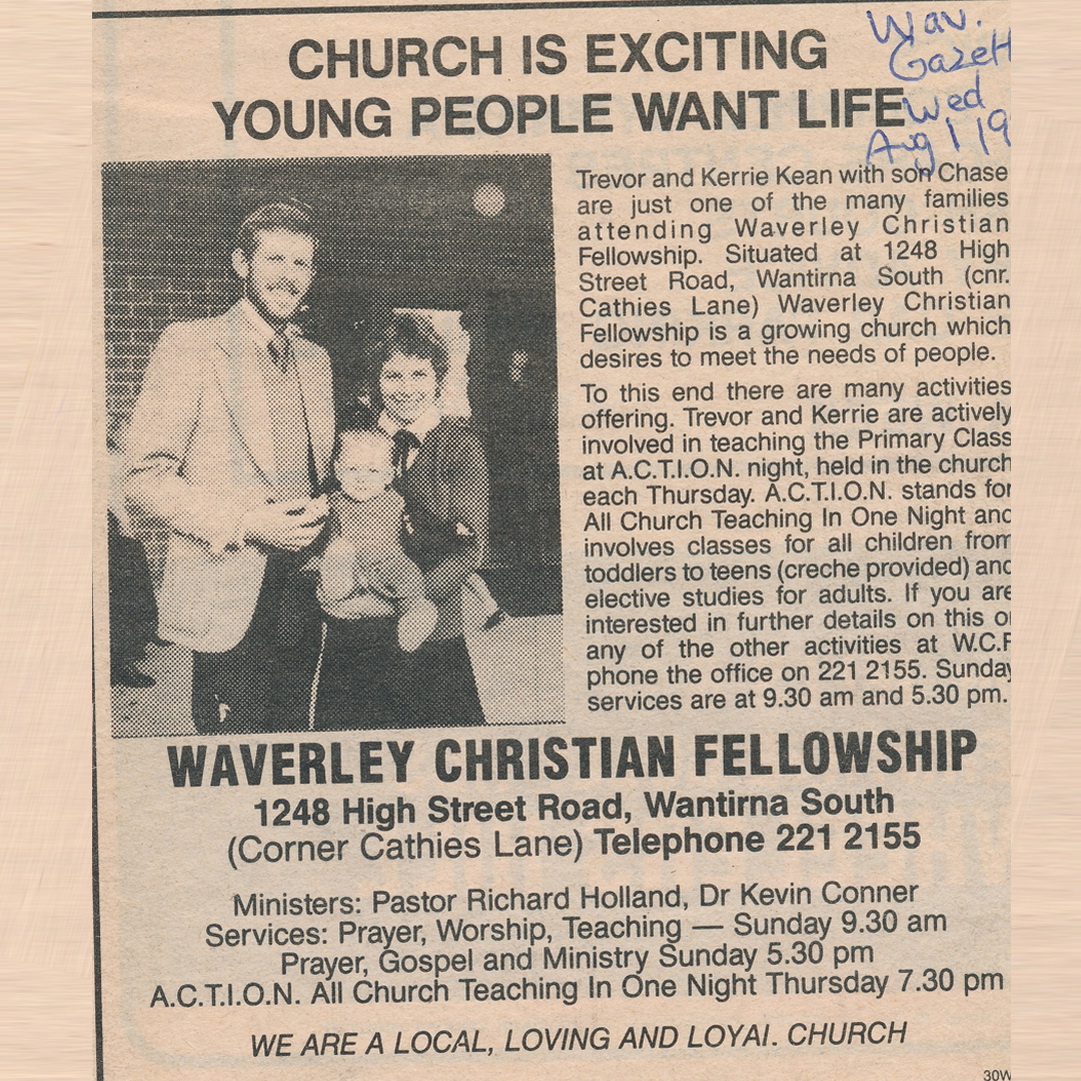 CHURCH IS EXCITING
YOUNG PEOPLE WANT LIFE
Wav.
Gazett
Wed
Aug 1 19
Trevor and Kerrie Kean with son Chase
are just one of the many families
attending Waverley Christian
Fellowship. Situated at 1248 High
Street Road, Wantirna South (cnr.
Cathies Lane) Waverley Christian
Fellowship is a growing church which
desires to meet the needs of people.
To this end there are many activities
offering. Trevor and Kerrie are actively
involved in teaching the Primary Class
at A.C.T.I.O.N. night, held in the church
each Thursday. A.C.T.I.O.N. stands for
All Church Teaching In One Night and
involves classes for all children from
toddlers to teens (creche provided) and
elective studies for adults. If you are
interested in further details on this or
any of the other activities at W.C.F
phone the office on 221 2155. Sunday
services are at 9.30 am and 5.30 pm.
WAVERLEY CHRISTIAN FELLOWSHIP
1248 High Street Road, Wantirna South
(Corner Cathies Lane) Telephone 221 2155
Ministers: Pastor Richard Holland, Dr Kevin Conner
Services: Prayer, Worship, Teaching — Sunday 9.30 am
Prayer, Gospel and Ministry Sunday 5.30 pm
A.C.T.I.O.N. All Church Teaching In One Night Thursday 7.30 pm
WE ARE A LOCAL, LOVING AND LOYAL CHURCH
30W